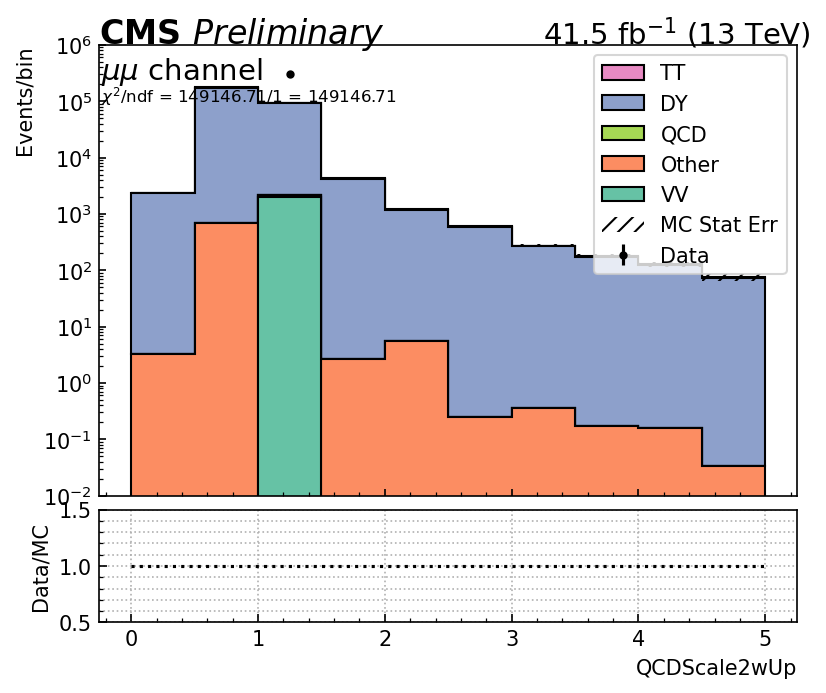 CMS Preliminary 41.5 fb⁻¹ (13 TeV)
μμ channel
χ²/ndf = 149146.71/1 = 149146.71
Events/bin
10⁶
10⁵
10⁴
10³
10²
10¹
10⁰
10⁻¹
10⁻²
TT
DY
QCD
Other
VV
MC Stat Err
Data
Data/MC
1.5
1.0
0.5
0 1 2 3 4 5
QCDScale2wUp